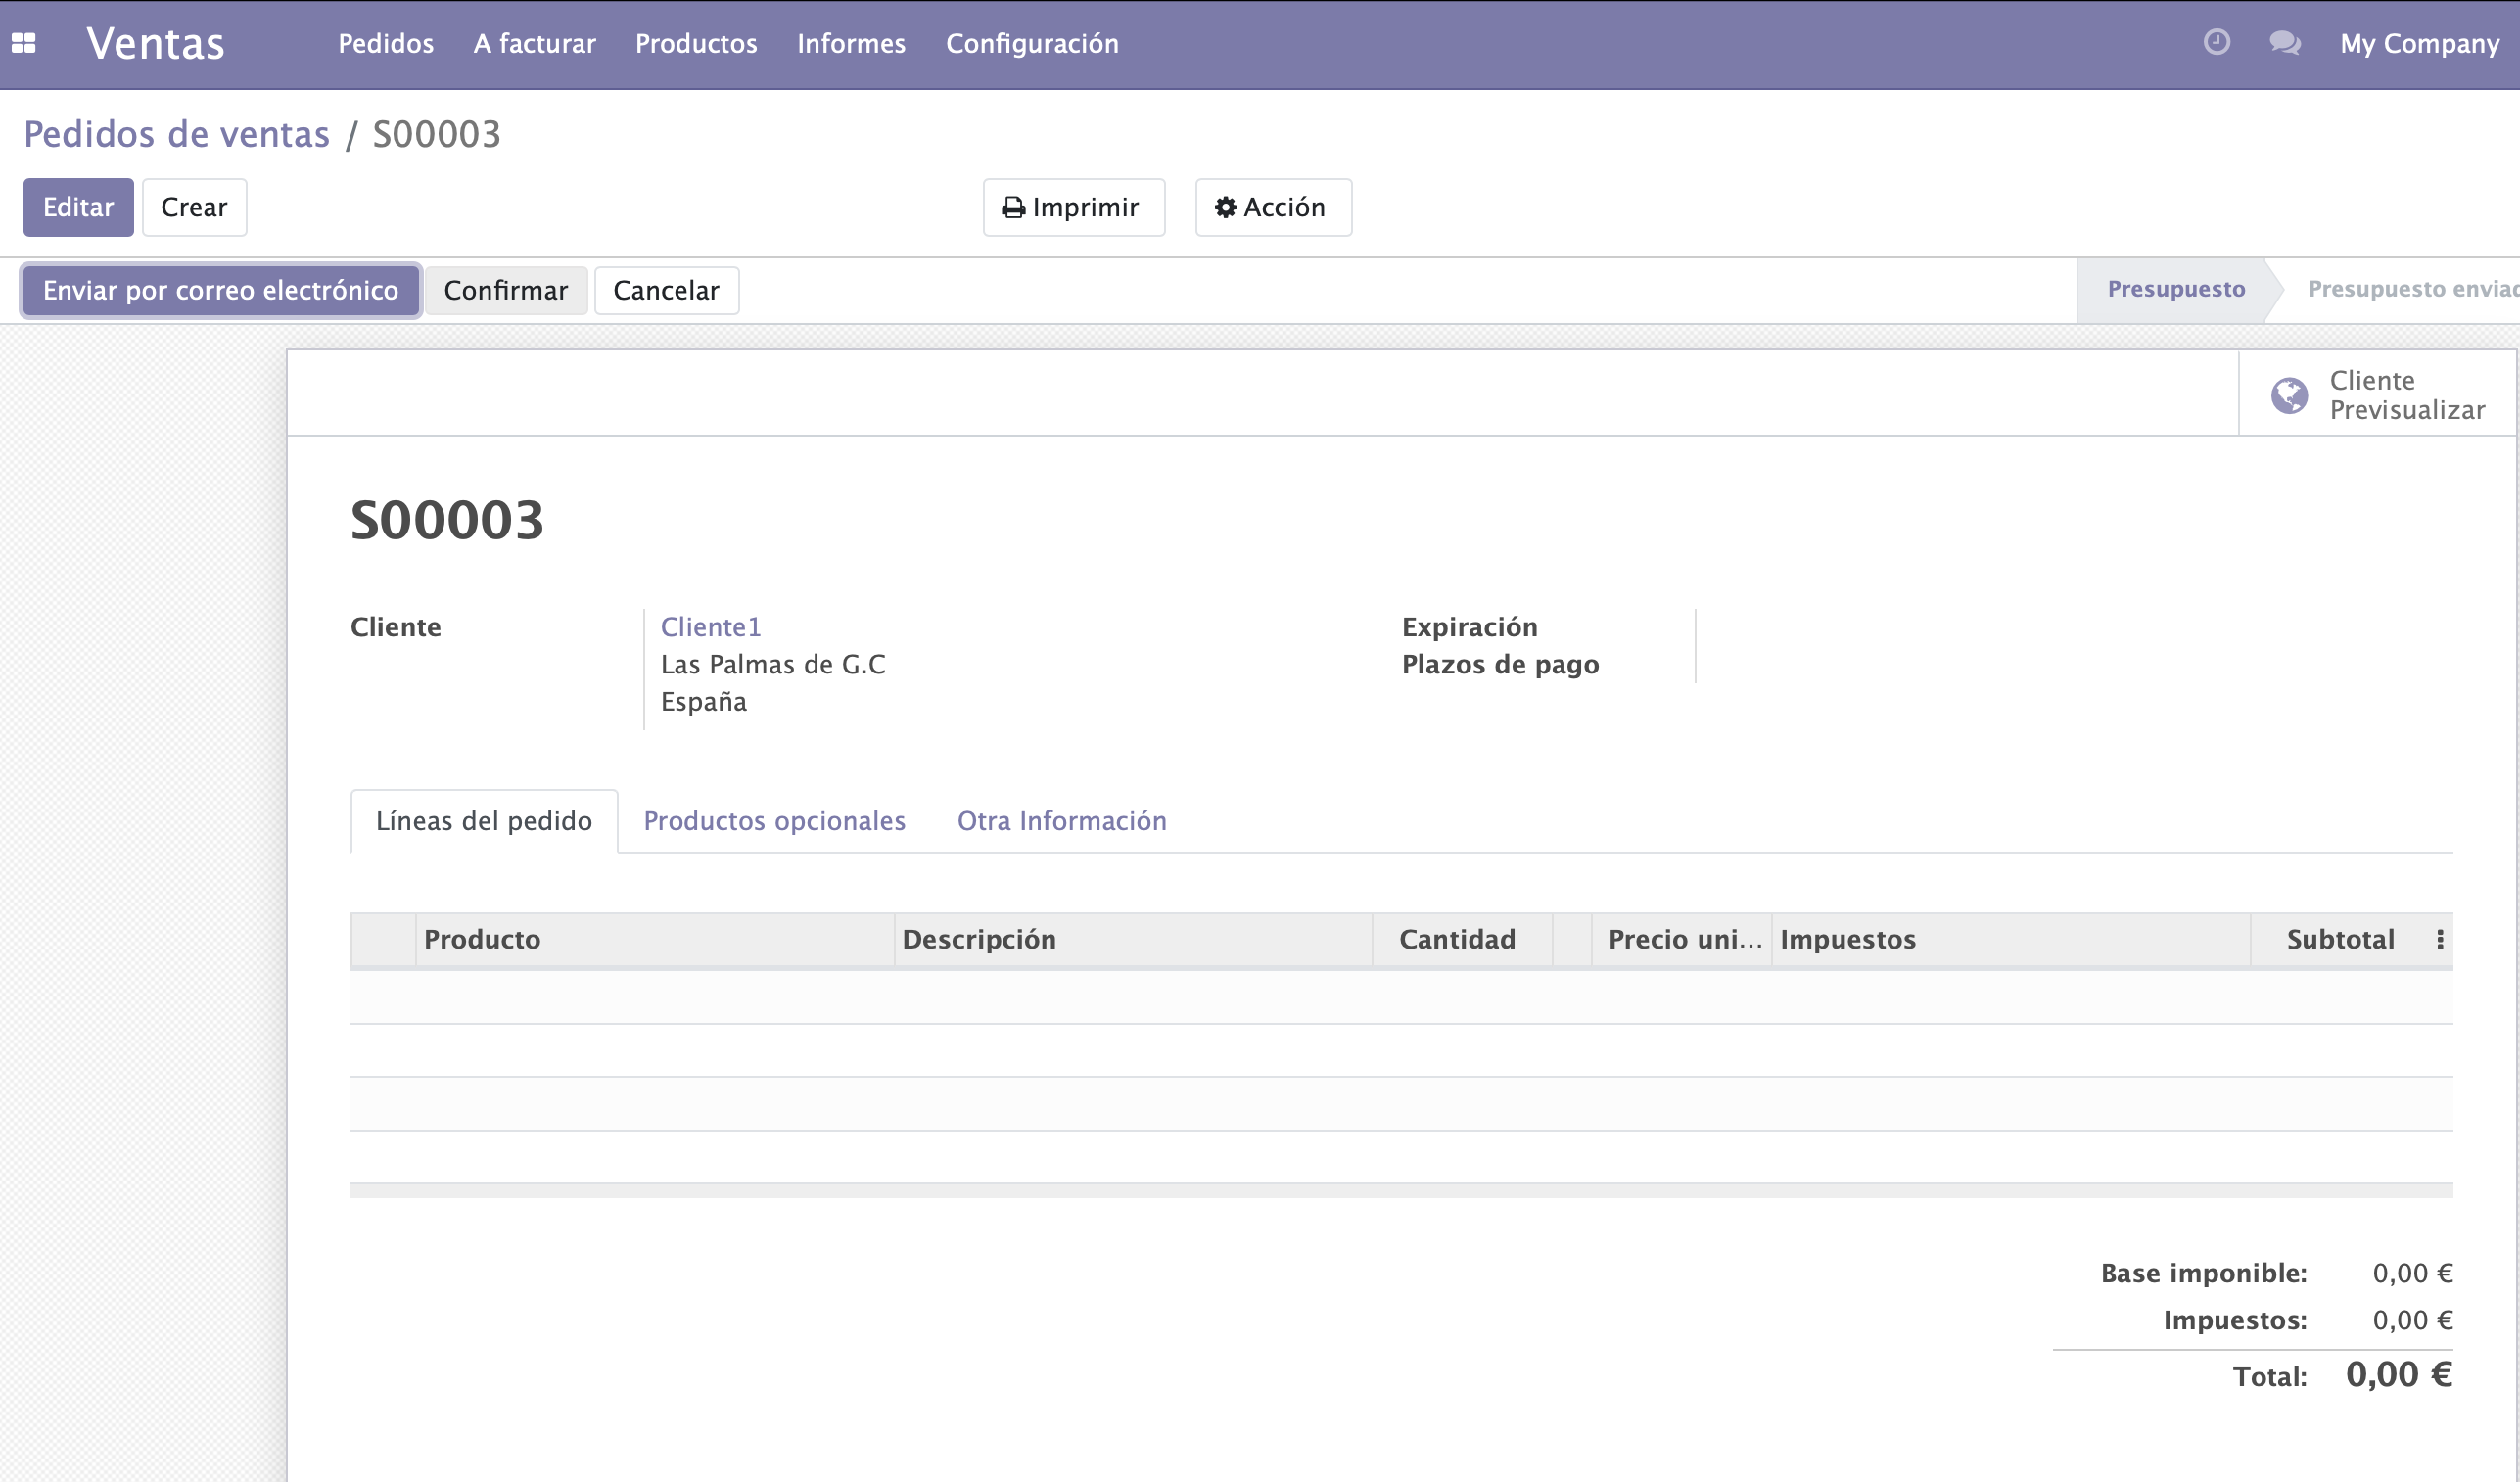 Ventas Pedidos A facturar Productos Informes Configuración My Company
Pedidos de ventas / S00003
Editar Crear Imprimir Acción
Enviar por correo electrónico Confirmar Cancelar Presupuesto Presupuesto enviad
Cliente
Previsualizar
S00003
Cliente Cliente1 Expiración
Las Palmas de G.C Plazos de pago
España
Líneas del pedido Productos opcionales Otra Información
Producto Descripción Cantidad Precio uni... Impuestos Subtotal
Base imponible: 0,00 €
Impuestos: 0,00 €
Total: 0,00 €